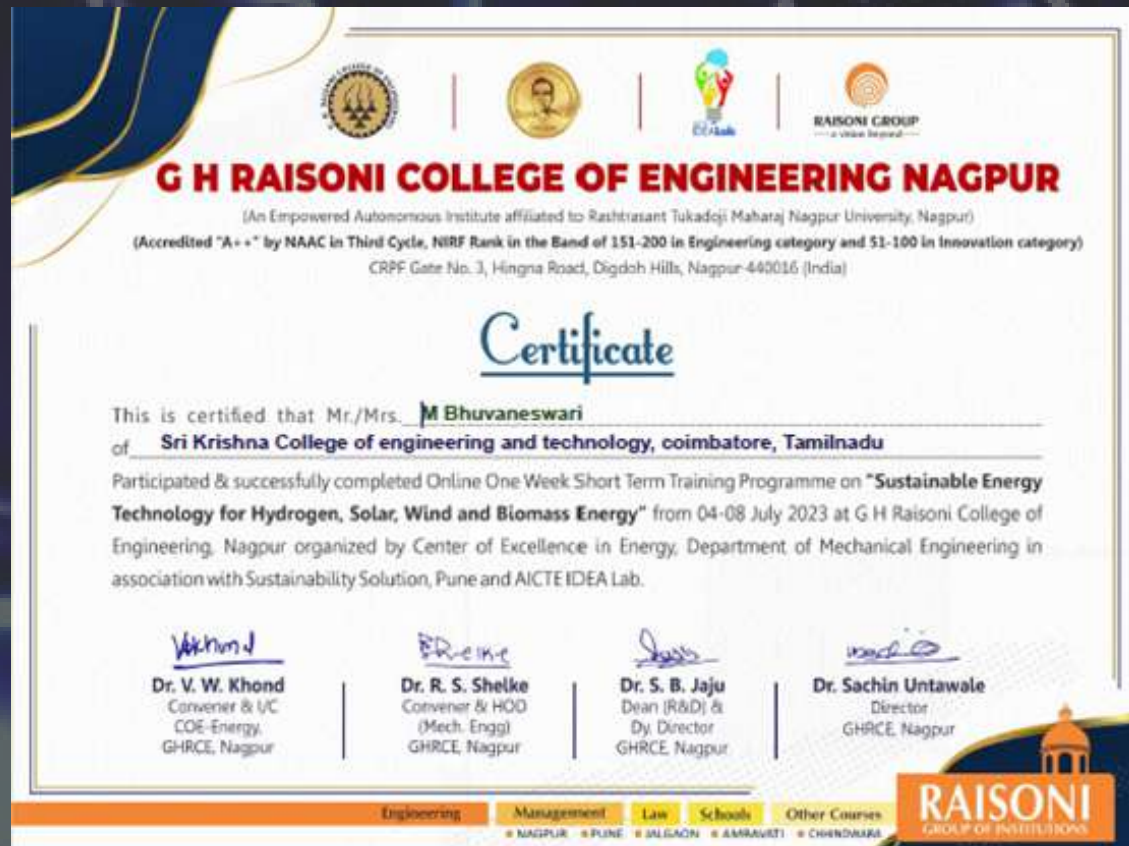 RAISONI GROUP
a vision beyond
G H RAISONI COLLEGE OF ENGINEERING NAGPUR
(An Empowered Autonomous Institute affiliated to Rashtrasant Tukadoji Maharaj Nagpur University, Nagpur)
(Accredited "A++" by NAAC in Third Cycle, NIRF Rank in the Band of 151-200 in Engineering category and 51-100 in Innovation category)
CRPF Gate No. 3, Hingna Road, Digdoh Hills, Nagpur-440016 (India)
Certificate
This is certified that Mr./Mrs. M Bhuvaneswari
of Sri Krishna College of engineering and technology, coimbatore, Tamilnadu
Participated & successfully completed Online One Week Short Term Training Programme on "Sustainable Energy
Technology for Hydrogen, Solar, Wind and Biomass Energy" from 04-08 July 2023 at G H Raisoni College of
Engineering, Nagpur organized by Center of Excellence in Energy, Department of Mechanical Engineering in
association with Sustainability Solution, Pune and AICTE IDEA Lab.
Dr. V. W. Khond Dr. R. S. Shelke Dr. S. B. Jaju Dr. Sachin Untawale
Convener & I/C Convener & HOD Dean (R&D) & Director
COE-Energy, (Mech. Engg) Dy. Director GHRCE, Nagpur
GHRCE, Nagpur GHRCE, Nagpur GHRCE, Nagpur
Engineering Management Law Schools Other Courses
NAGPUR PUNE JALGAON AMRAVATI CHHINDWARA
RAISONI
GROUP OF INSTITUTIONS